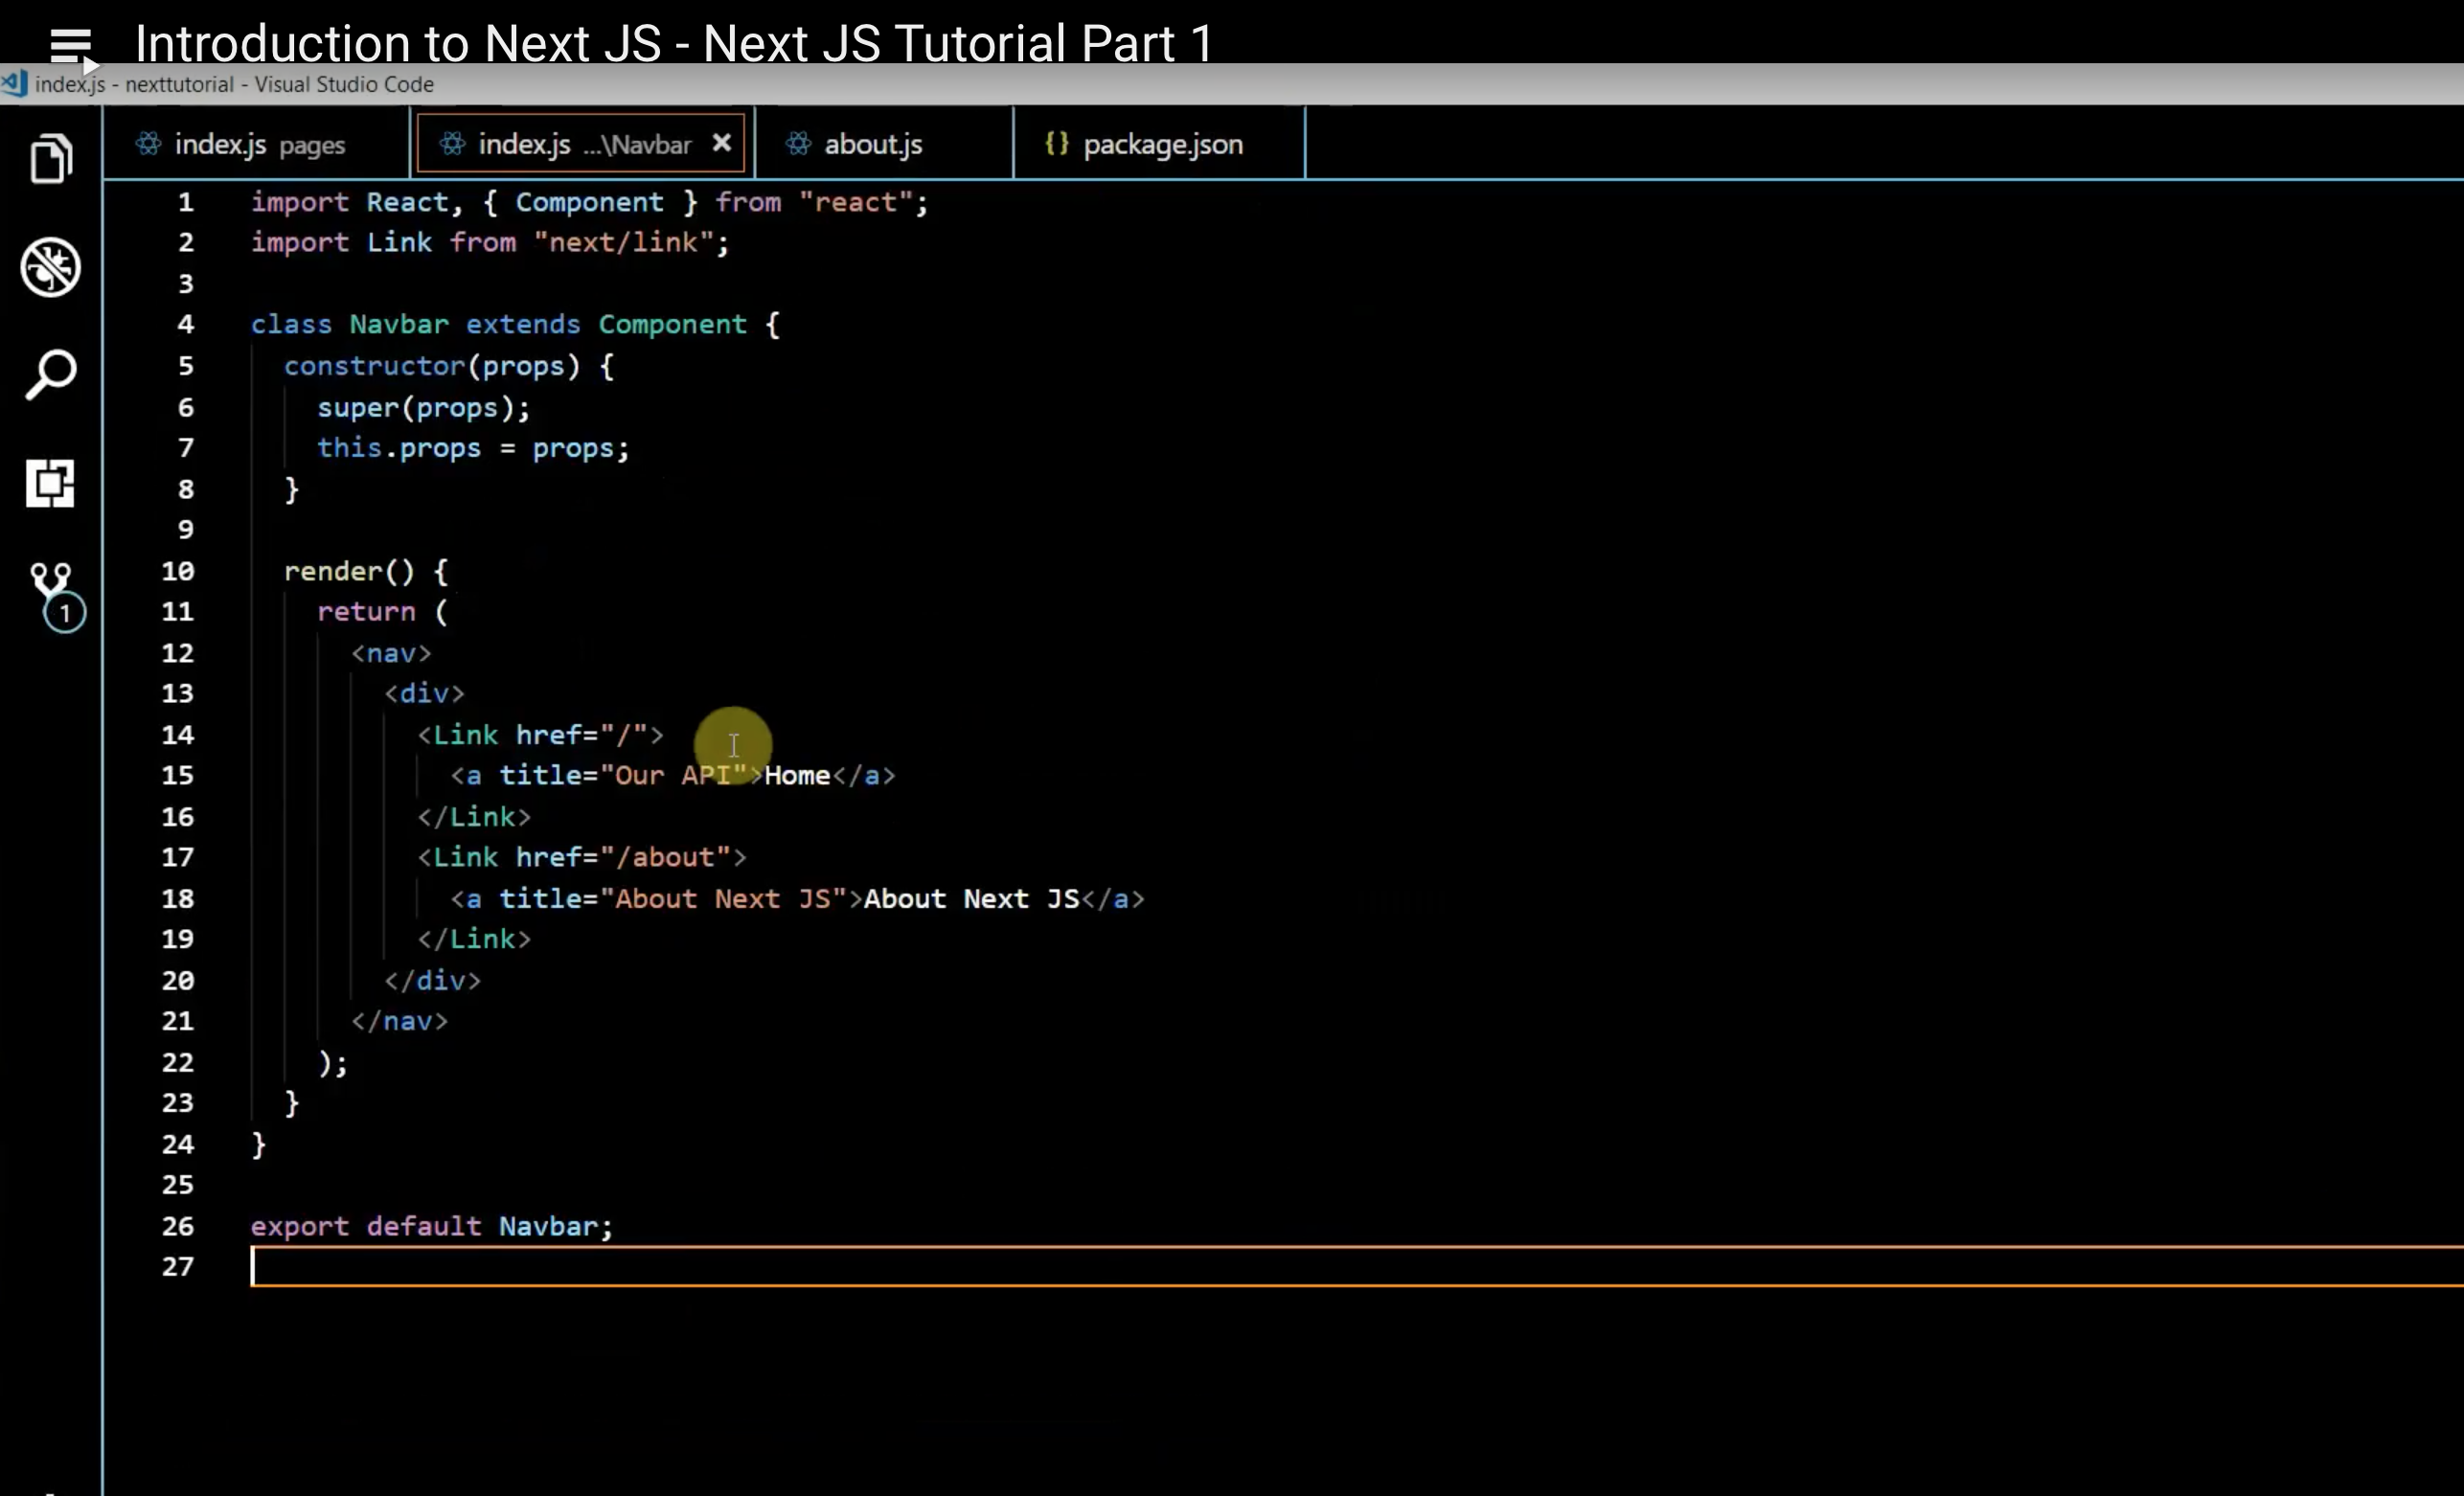 Introduction to Next JS - Next JS Tutorial Part 1
index.js - nexttutorial - Visual Studio Code
index.js pages index.js ...\Navbar about.js {} package.json
1 import React, { Component } from "react";
2 import Link from "next/link";
3
4 class Navbar extends Component {
5 constructor(props) {
6 super(props);
7 this.props = props;
8 }
9
10 render() {
11 return (
12 <nav>
13 <div>
14 <Link href="/">
15 <a title="Our API">Home</a>
16 </Link>
17 <Link href="/about">
18 <a title="About Next JS">About Next JS</a>
19 </Link>
20 </div>
21 </nav>
22 );
23 }
24 }
25
26 export default Navbar;
27
1